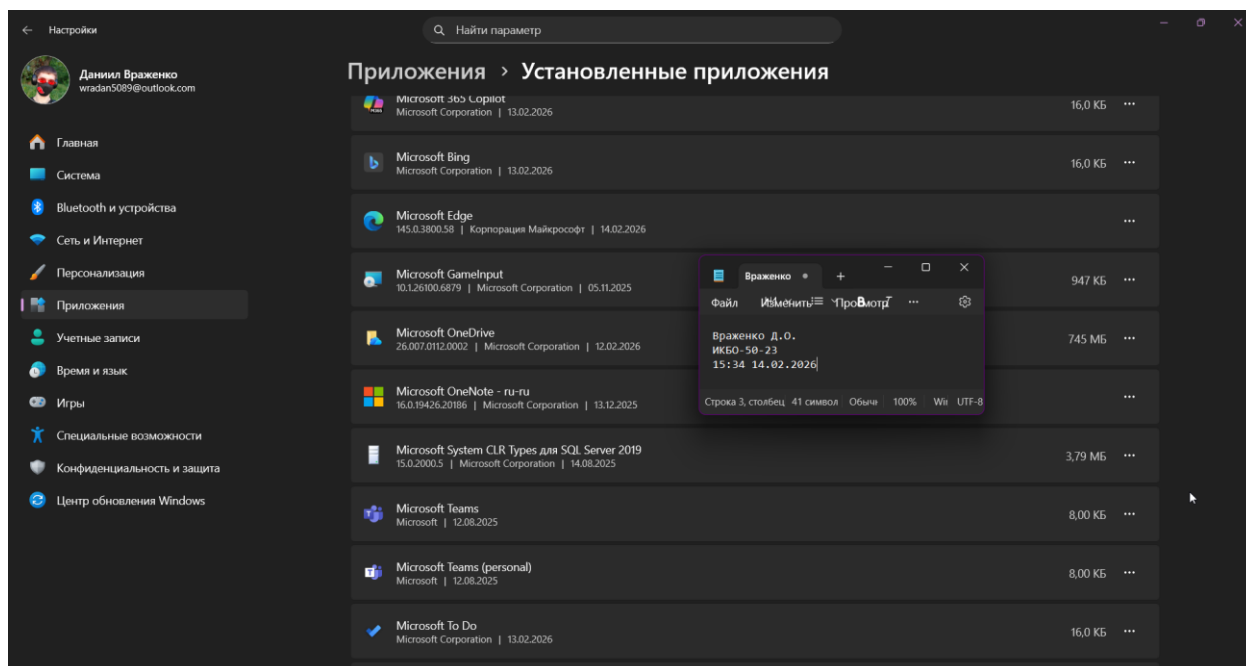 Настройки
Найти параметр
Даниил Враженко
wradan5089@outlook.com
Главная
Система
Bluetooth и устройства
Сеть и Интернет
Персонализация
Приложения
Учетные записи
Время и язык
Игры
Специальные возможности
Конфиденциальность и защита
Центр обновления Windows
Приложения > Установленные приложения
Microsoft 365 Copilot
Microsoft Corporation | 13.02.2026
16,0 КБ
Microsoft Bing
Microsoft Corporation | 13.02.2026
16,0 КБ
Microsoft Edge
145.0.3800.58 | Корпорация Майкрософт | 14.02.2026
Microsoft GameInput
10.1.26100.6879 | Microsoft Corporation | 05.11.2025
947 КБ
Microsoft OneDrive
26.007.0112.0002 | Microsoft Corporation | 12.02.2026
745 МБ
Microsoft OneNote - ru-ru
16.0.19426.20186 | Microsoft Corporation | 13.12.2025
Microsoft System CLR Types для SQL Server 2019
15.0.2000.5 | Microsoft Corporation | 14.08.2025
3,79 МБ
Microsoft Teams
Microsoft | 12.08.2025
8,00 КБ
Microsoft Teams (personal)
Microsoft | 12.08.2025
8,00 КБ
Microsoft To Do
Microsoft Corporation | 13.02.2026
16,0 КБ
Враженко
Файл Изменить Просмотр
Враженко Д.О.
ИКБО-50-23
15:34 14.02.2026
Строка 3, столбец 41 символ Обычн 100% Wi UTF-8